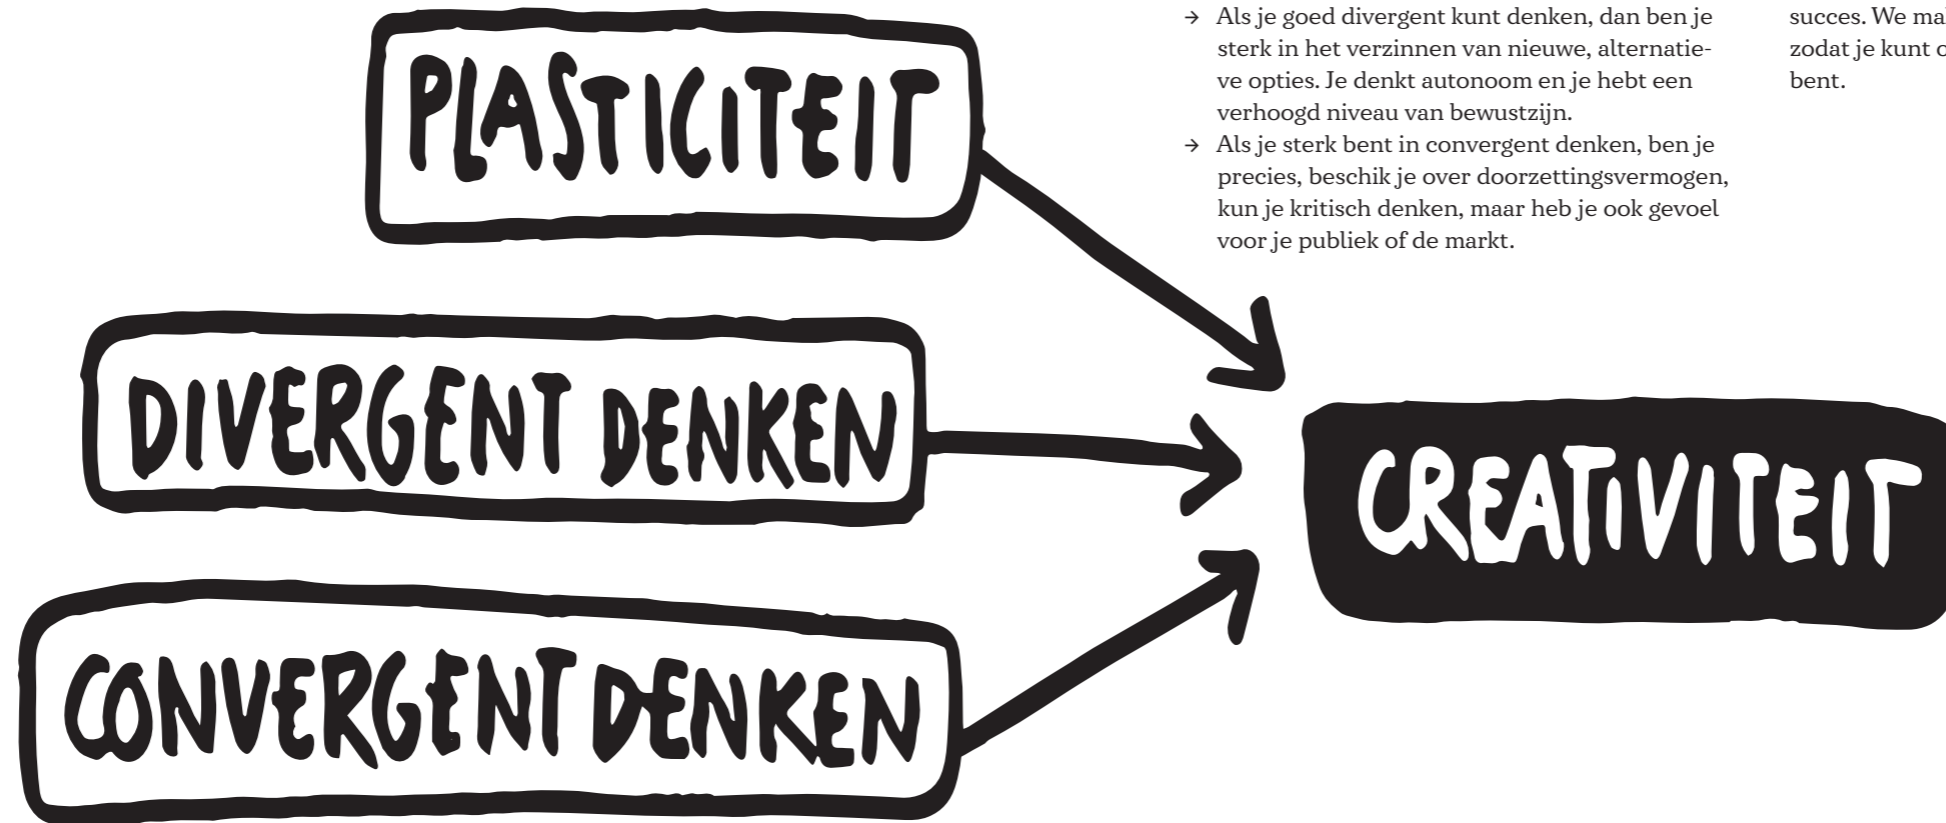 PLASTICITEIT
DIVERGENT DENKEN
CONVERGENT DENKEN
CREATIVITEIT
→ Als je goed divergent kunt denken, dan ben je
sterk in het verzinnen van nieuwe, alternatie-
ve opties. Je denkt autonoom en je hebt een
verhoogd niveau van bewustzijn.
→ Als je sterk bent in convergent denken, ben je
precies, beschik je over doorzettingsvermogen,
kun je kritisch denken, maar heb je ook gevoel
voor je publiek of de markt.
succes. We
zodat je kunt
bent.